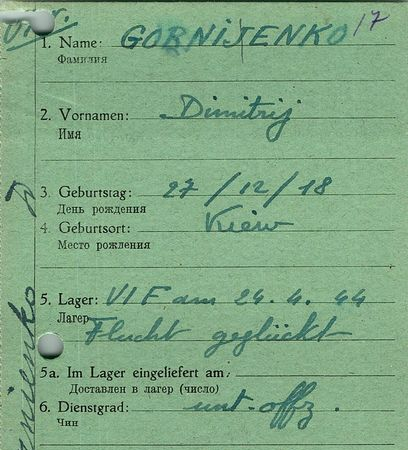 1. Name: GORNIJENKO 17
Фамилия
2. Vornamen: Dimitrij
Имя
3. Geburtstag: 27/12/18
День рождения
4. Geburtsort: Kiew
Место рождения
5. Lager: VI F am 24.4.44
Лагер
Flucht geglückt
5a. Im Lager eingeliefert am:
Доставлен в лагер (число)
6. Dienstgrad: unt-offz.
Чин